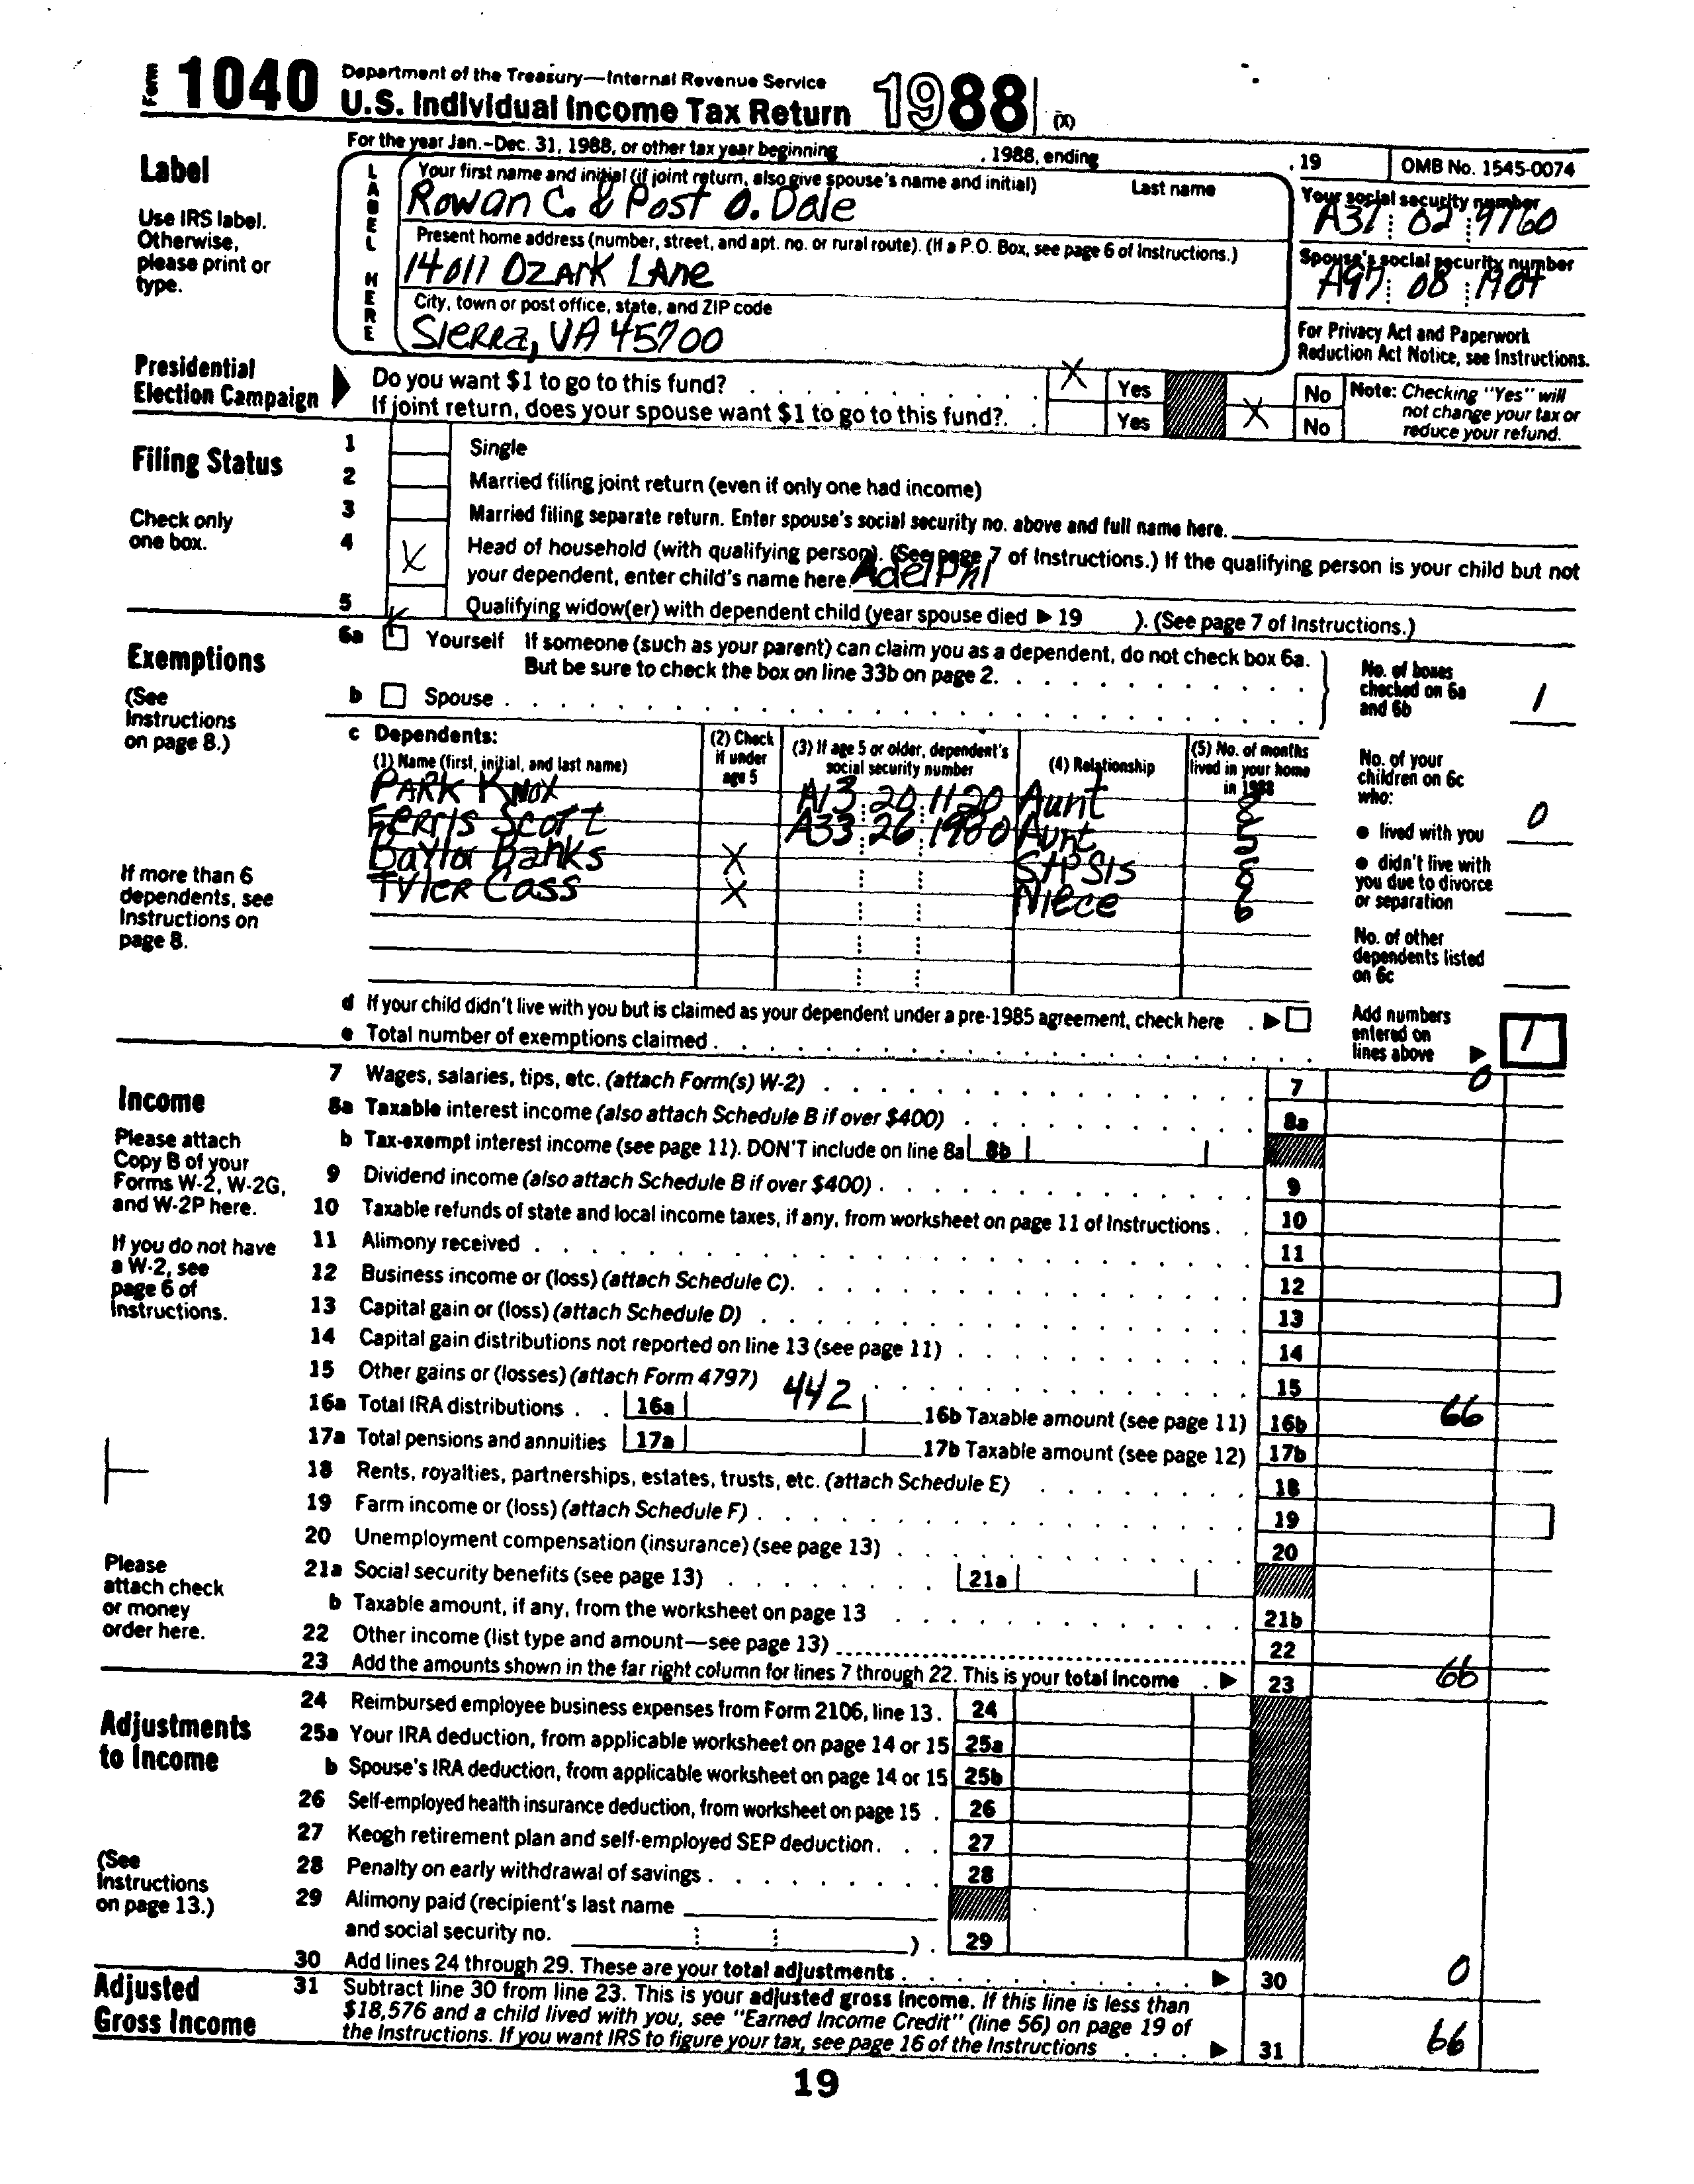 Form 1040 Department of the Treasury—Internal Revenue Service
U.S. Individual Income Tax Return 1988 (X)
For the year Jan.–Dec. 31, 1988, or other tax year beginning , 1988, ending , 19 OMB No. 1545-0074
Label
Use IRS label. Otherwise, please print or type.
LABEL HERE
Your first name and initial (if joint return, also give spouse's name and initial) Last name
Rowan C. & Post O. Dale
Your social security number
A31 02 9760
Present home address (number, street, and apt. no. or rural route). (If a P.O. Box, see page 6 of Instructions.)
14011 OZARK LAne
Spouse's social security number
A97 08
City, town or post office, state, and ZIP code
SIeRRa, VA 45700
For Privacy Act and Paperwork Reduction Act Notice, see Instructions.
Presidential Election Campaign
Do you want $1 to go to this fund? X Yes No
If joint return, does your spouse want $1 to go to this fund? Yes X No
Note: Checking "Yes" will not change your tax or reduce your refund.
Filing Status
Check only one box.
1 Single
2 Married filing joint return (even if only one had income)
3 Married filing separate return. Enter spouse's social security no. above and full name here.
4 X Head of household (with qualifying person). (See page 7 of Instructions.) If the qualifying person is your child but not
your dependent, enter child's name here. AdelPhi
5 Qualifying widow(er) with dependent child (year spouse died ▶ 19 ). (See page 7 of Instructions.)
Exemptions
(See Instructions on page 8.)
6a X Yourself If someone (such as your parent) can claim you as a dependent, do not check box 6a.
But be sure to check the box on line 33b on page 2.
b Spouse
No. of boxes checked on 6a and 6b 1
c Dependents:
(1) Name (first, initial, and last name) (2) Check if under age 5 (3) If age 5 or older, dependent's social security number (4) Relationship (5) No. of months lived in your home in 1988
PARK KNOX A13 20 1120 Aunt 8
FERRIS SCOTT A33 26 1980 Aunt
Baylor Banks X STPSIS 8
TYLER CASS X Niece 6
No. of your children on 6c who:
● lived with you 0
● didn't live with you due to divorce or separation
No. of other dependents listed on 6c
If more than 6 dependents, see Instructions on page 8.
d If your child didn't live with you but is claimed as your dependent under a pre-1985 agreement, check here ▶
e Total number of exemptions claimed
Add numbers entered on lines above ▶ 1
Income
Please attach Copy B of your Forms W-2, W-2G, and W-2P here.
If you do not have a W-2, see page 6 of Instructions.
Please attach check or money order here.
7 Wages, salaries, tips, etc. (attach Form(s) W-2) 7 0
8a Taxable interest income (also attach Schedule B if over $400) 8a
b Tax-exempt interest income (see page 11). DON'T include on line 8a 8b
9 Dividend income (also attach Schedule B if over $400) 9
10 Taxable refunds of state and local income taxes, if any, from worksheet on page 11 of Instructions 10
11 Alimony received 11
12 Business income or (loss) (attach Schedule C) 12
13 Capital gain or (loss) (attach Schedule D) 13
14 Capital gain distributions not reported on line 13 (see page 11) 14
15 Other gains or (losses) (attach Form 4797) 15
16a Total IRA distributions 16a 442 16b Taxable amount (see page 11) 16b 66
17a Total pensions and annuities 17a 17b Taxable amount (see page 12) 17b
18 Rents, royalties, partnerships, estates, trusts, etc. (attach Schedule E) 18
19 Farm income or (loss) (attach Schedule F) 19
20 Unemployment compensation (insurance) (see page 13) 20
21a Social security benefits (see page 13) 21a
b Taxable amount, if any, from the worksheet on page 13 21b
22 Other income (list type and amount—see page 13) 22
23 Add the amounts shown in the far right column for lines 7 through 22. This is your total income ▶ 23 66
Adjustments to Income
(See Instructions on page 13.)
24 Reimbursed employee business expenses from Form 2106, line 13 24
25a Your IRA deduction, from applicable worksheet on page 14 or 15 25a
b Spouse's IRA deduction, from applicable worksheet on page 14 or 15 25b
26 Self-employed health insurance deduction, from worksheet on page 15 26
27 Keogh retirement plan and self-employed SEP deduction 27
28 Penalty on early withdrawal of savings 28
29 Alimony paid (recipient's last name
and social security no. ) 29
30 Add lines 24 through 29. These are your total adjustments ▶ 30 0
Adjusted Gross Income
31 Subtract line 30 from line 23. This is your adjusted gross income. If this line is less than
$18,576 and a child lived with you, see "Earned Income Credit" (line 56) on page 19 of
the Instructions. If you want IRS to figure your tax, see page 16 of the Instructions ▶ 31 66
19